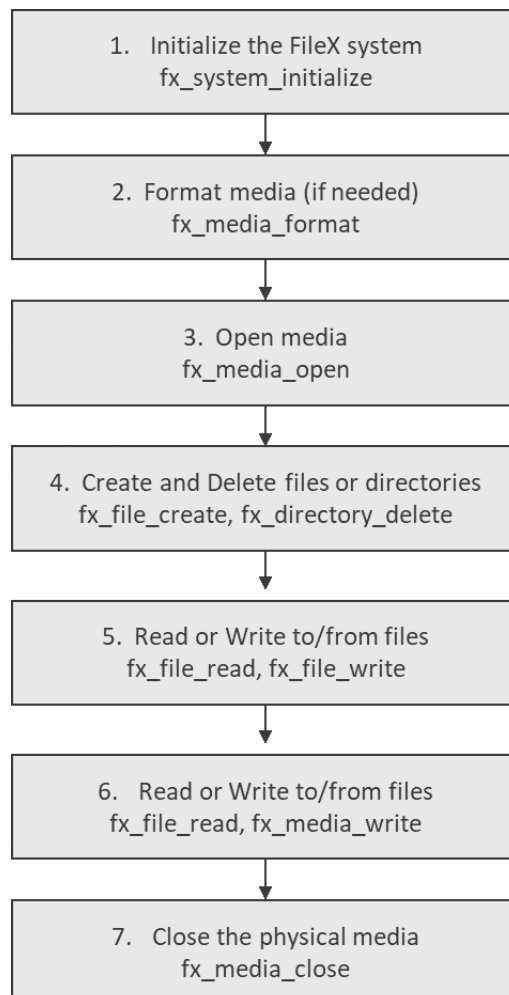 1. Initialize the FileX system
fx_system_initialize
2. Format media (if needed)
fx_media_format
3. Open media
fx_media_open
4. Create and Delete files or directories
fx_file_create, fx_directory_delete
5. Read or Write to/from files
fx_file_read, fx_file_write
6. Read or Write to/from files
fx_file_read, fx_media_write
7. Close the physical media
fx_media_close